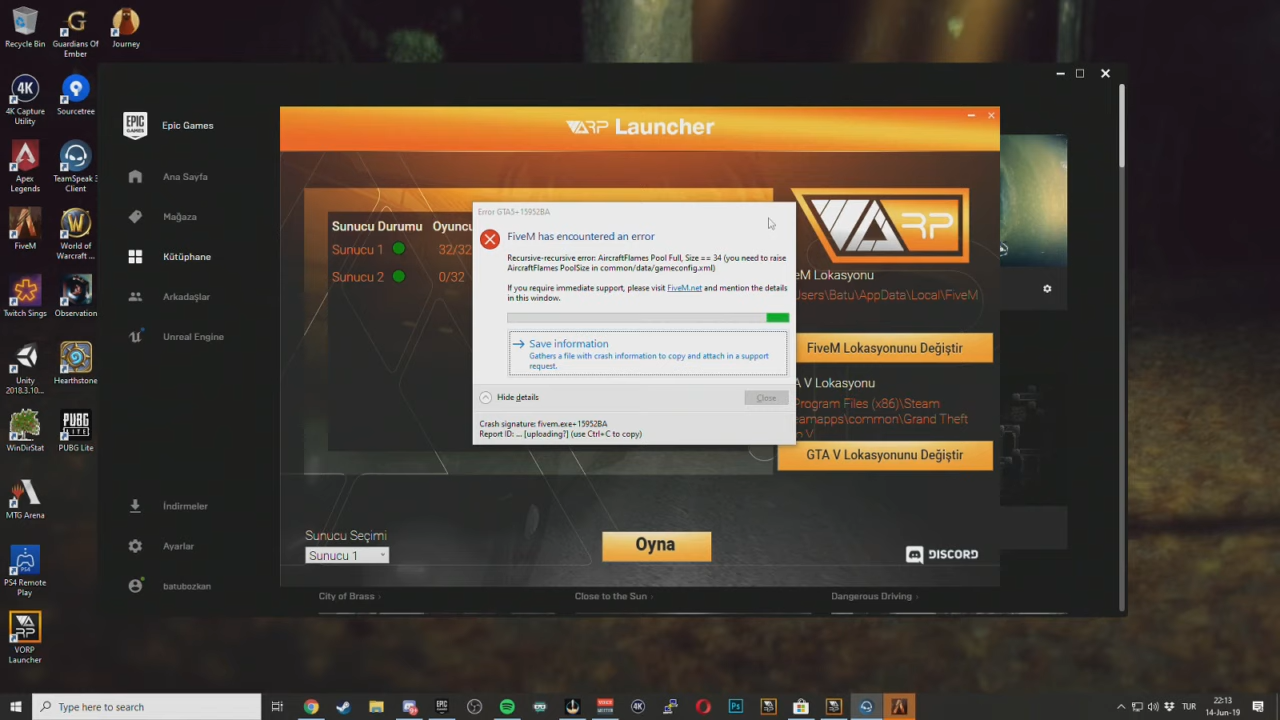 Recycle Bin
Guardians Of
Ember
Journey
4K Capture
Utility
Sourcetree
Apex
Legends
TeamSpeak 3
Client
FiveM
World of
Warcraft ...
Twitch Sings
Observation
Unity
2018.3.10...
Hearthstone
WinDirStat
PUBG Lite
MTG Arena
PS4 Remote
Play
VORP
Launcher
EPIC
GAMES
Epic Games
Ana Sayfa
Mağaza
Kütüphane
Arkadaşlar
Unreal Engine
İndirmeler
Ayarlar
batubozkan
VORP Launcher
Sunucu Durumu
Oyuncu
Sunucu 1
32/32
Sunucu 2
0/32
Error GTA5+15952BA
FiveM has encountered an error
Recursive-recursive error: AircraftFlames Pool Full, Size == 34 (you need to raise
AircraftFlames PoolSize in common/data/gameconfig.xml)
If you require immediate support, please visit FiveM.net and mention the details
in this window.
Save information
Gathers a file with crash information to copy and attach in a support
request.
Hide details
Close
Crash signature: fivem.exe+15952BA
Report ID: ... [uploading?] (use Ctrl+C to copy)
VORP
eM Lokasyonu
Users\Batu\AppData\Local\FiveM
FiveM Lokasyonunu Değiştir
A V Lokasyonu
Program Files (x86)\Steam
eamapps\common\Grand Theft
V
GTA V Lokasyonunu Değiştir
Sunucu Seçimi
Sunucu 1
Oyna
DISCORD
City of Brass
Close to the Sun
Dangerous Driving
Type here to search
TUR
22:13
14-Jun-19